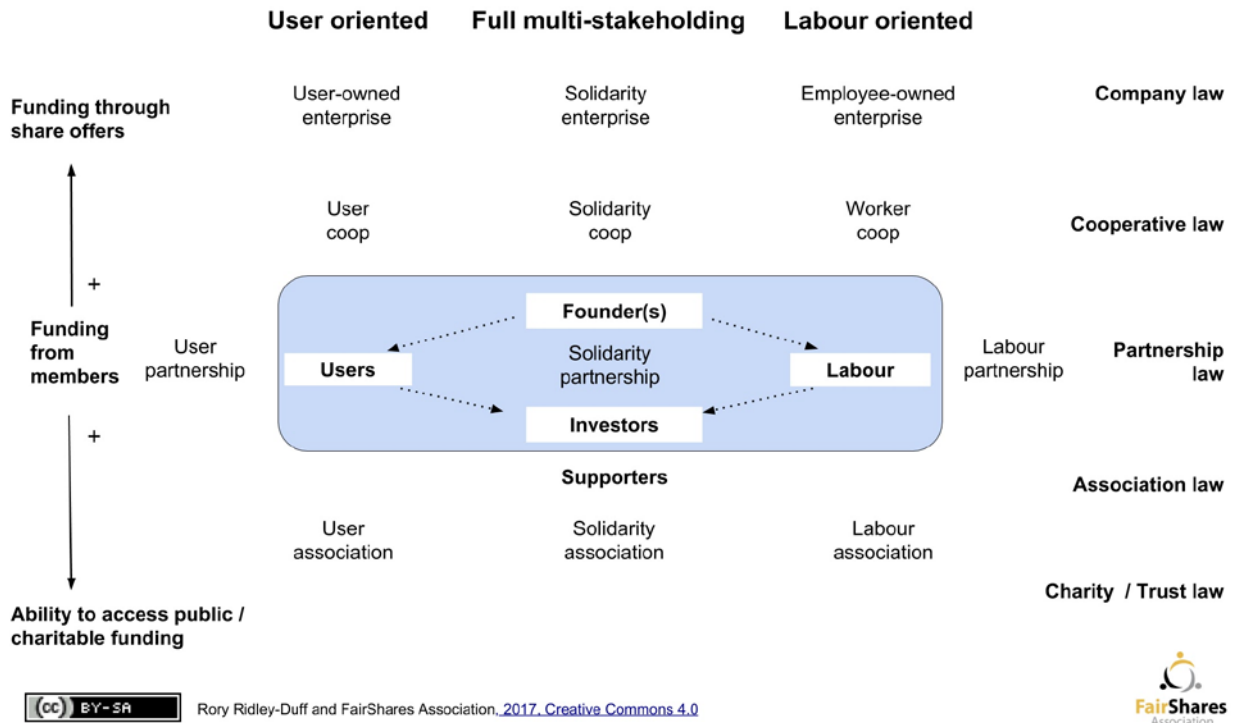 User oriented
Full multi-stakeholding
Labour oriented
Funding through
share offers
User-owned
enterprise
Solidarity
enterprise
Employee-owned
enterprise
Company law
User
coop
Solidarity
coop
Worker
coop
Cooperative law
+
Funding
from
members
User
partnership
Founder(s)
Users
Solidarity
partnership
Labour
Investors
Labour
partnership
Partnership
law
+
Supporters
Association law
User
association
Solidarity
association
Labour
association
Charity / Trust law
Ability to access public /
charitable funding
(cc) BY-SA
Rory Ridley-Duff and FairShares Association, 2017, Creative Commons 4.0
FairShares
Association